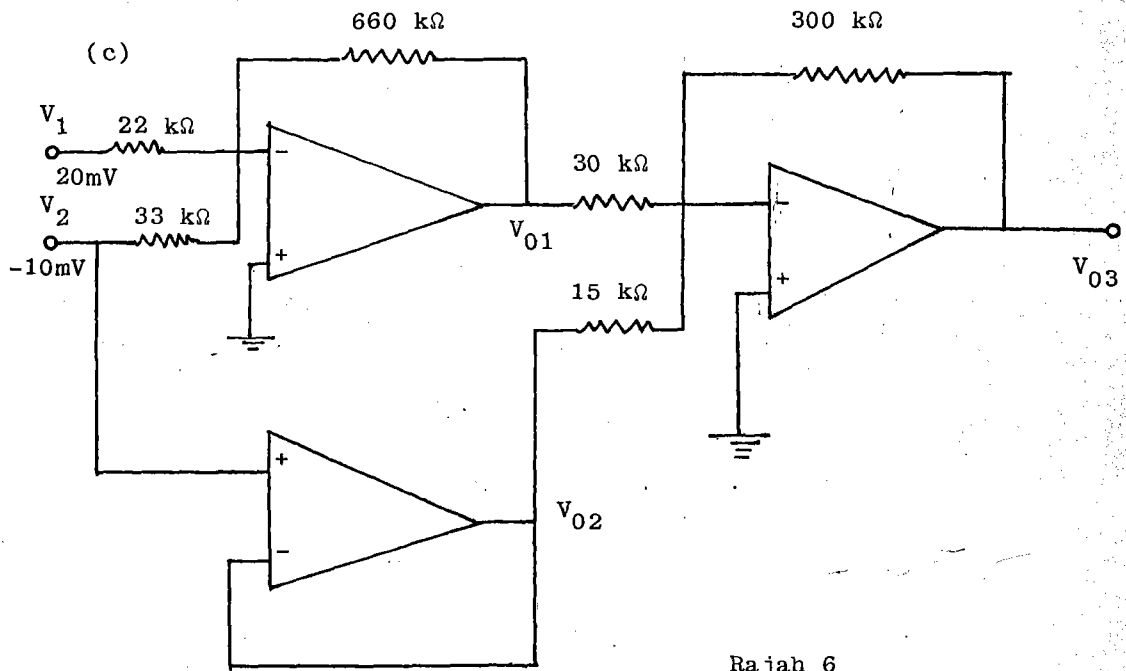 660 kΩ
300 kΩ
(c)
V1
22 kΩ
20mV
V2
33 kΩ
-10mV
-
+
V01
30 kΩ
15 kΩ
-
+
V03
+
-
V02
Rajah 6